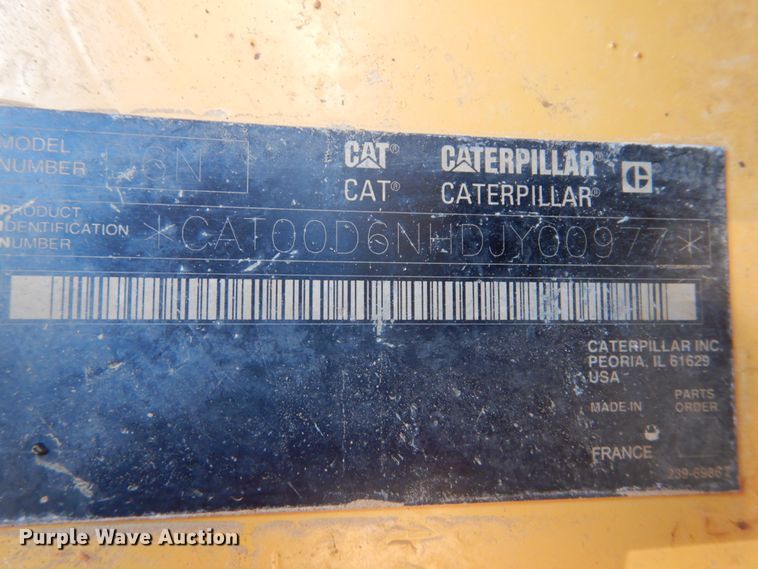 MODEL NUMBER D6N
CAT® CATERPILLAR®
CAT® CATERPILLAR®
PRODUCT IDENTIFICATION NUMBER *CAT00D6NHDJY00977*
CATERPILLAR INC.
PEORIA, IL 61629
USA
MADE IN
PARTS ORDER
FRANCE
Purple Wave Auction